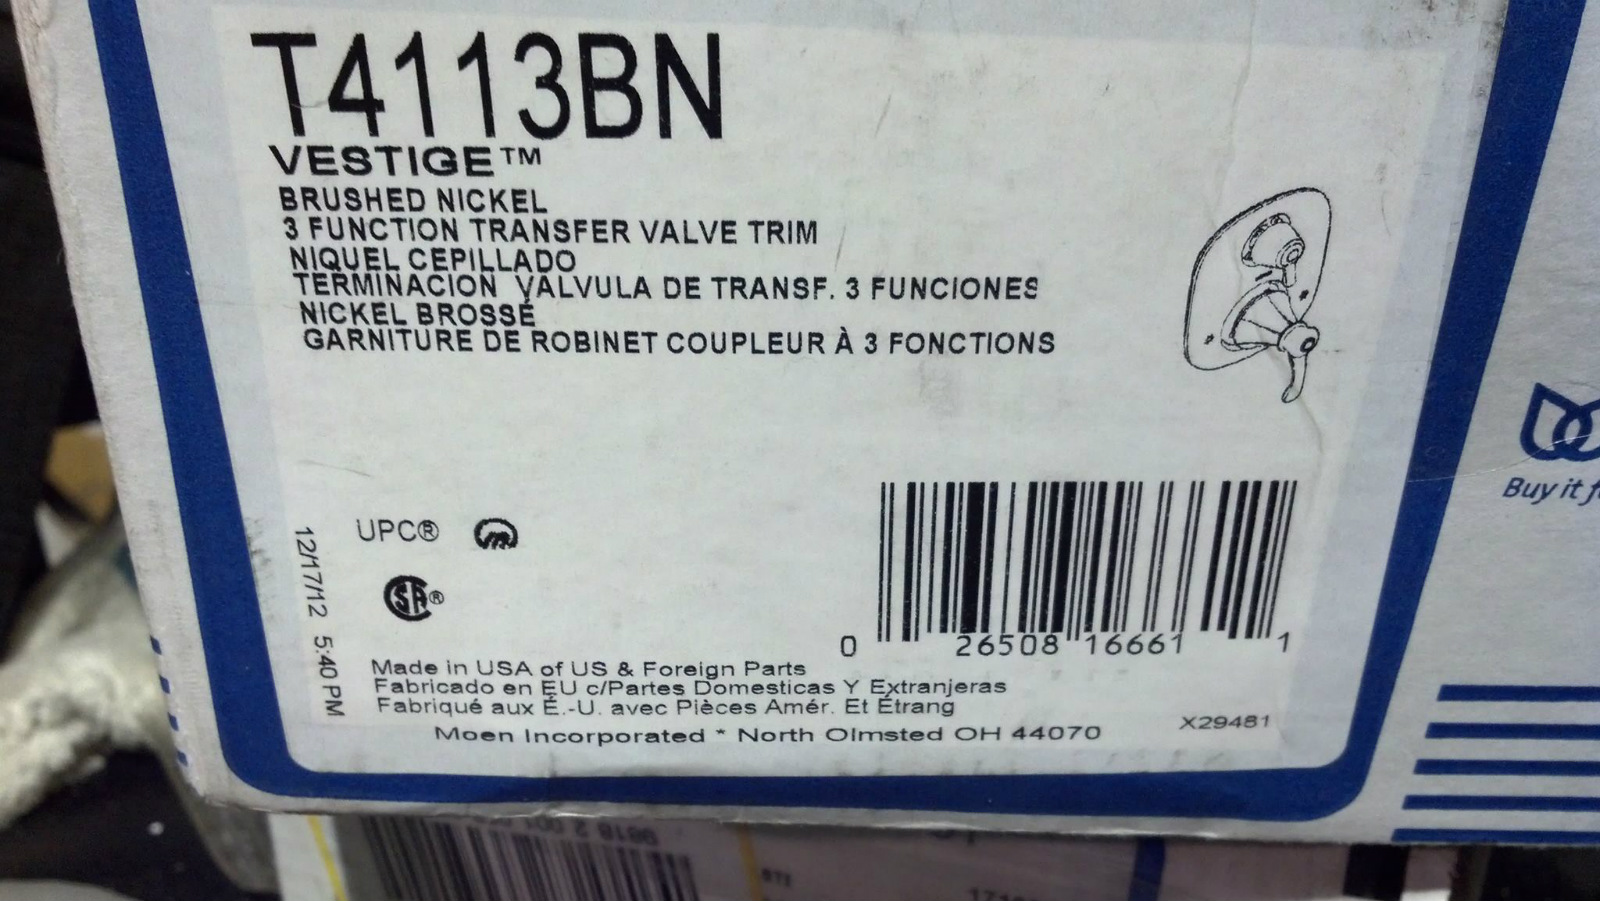 T4113BN
VESTIGE™
BRUSHED NICKEL
3 FUNCTION TRANSFER VALVE TRIM
NIQUEL CEPILLADO
TERMINACION VALVULA DE TRANSF. 3 FUNCIONES
NICKEL BROSSÉ
GARNITURE DE ROBINET COUPLEUR À 3 FONCTIONS
Buy it
UPC®
12/17/12 5:40 PM
SA®
0 26508 16661 1
Made in USA of US & Foreign Parts
Fabricado en EU c/Partes Domesticas Y Extranjeras
Fabriqué aux É.-U. avec Pièces Amér. Et Étrang
Moen Incorporated * North Olmsted OH 44070
X29481